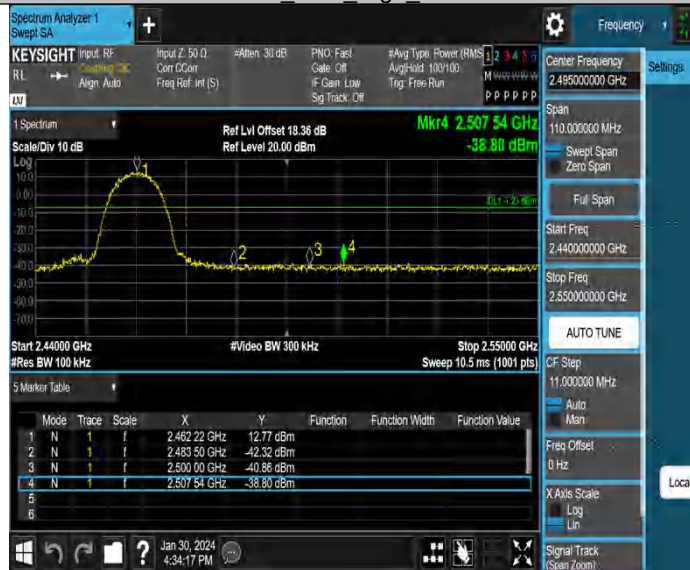 Spectrum Analyzer 1
Swept SA
+
Frequency
KEYSIGHT
Input: RF
Input Z: 50 Ω
#Atten: 30 dB
PNO: Fast
#Avg Type: Power (RMS
1 2 3 4 5 6
RL
Coupling: DC
Corr CCorr
Gate: Off
Avg|Hold: 100/100
M W W W W W
Align: Auto
Freq Ref: Int (S)
IF Gain: Low
Trig: Free Run
Sig Track: Off
P P P P P P
LXI
1 Spectrum
Ref Lvl Offset 18.36 dB
Mkr4 2.507 54 GHz
Scale/Div 10 dB
Ref Level 20.00 dBm
-38.80 dBm
Log
1
2
3
4
Start 2.44000 GHz
#Video BW 300 kHz
Stop 2.55000 GHz
#Res BW 100 kHz
Sweep 10.5 ms (1001 pts)
5 Marker Table
Mode Trace Scale X Y Function Function Width Function Value
1 N 1 f 2.462 22 GHz 12.77 dBm
2 N 1 f 2.483 50 GHz -42.32 dBm
3 N 1 f 2.500 00 GHz -40.86 dBm
4 N 1 f 2.507 54 GHz -38.80 dBm
5
6
?
Jan 30, 2024
4:34:17 PM
Center Frequency
2.495000000 GHz
Settings
Span
110.000000 MHz
Swept Span
Zero Span
Full Span
Start Freq
2.440000000 GHz
Stop Freq
2.550000000 GHz
AUTO TUNE
CF Step
11.000000 MHz
Auto
Man
Freq Offset
0 Hz
X Axis Scale
Log
Lin
Signal Track
(Span Zoom)
Loca